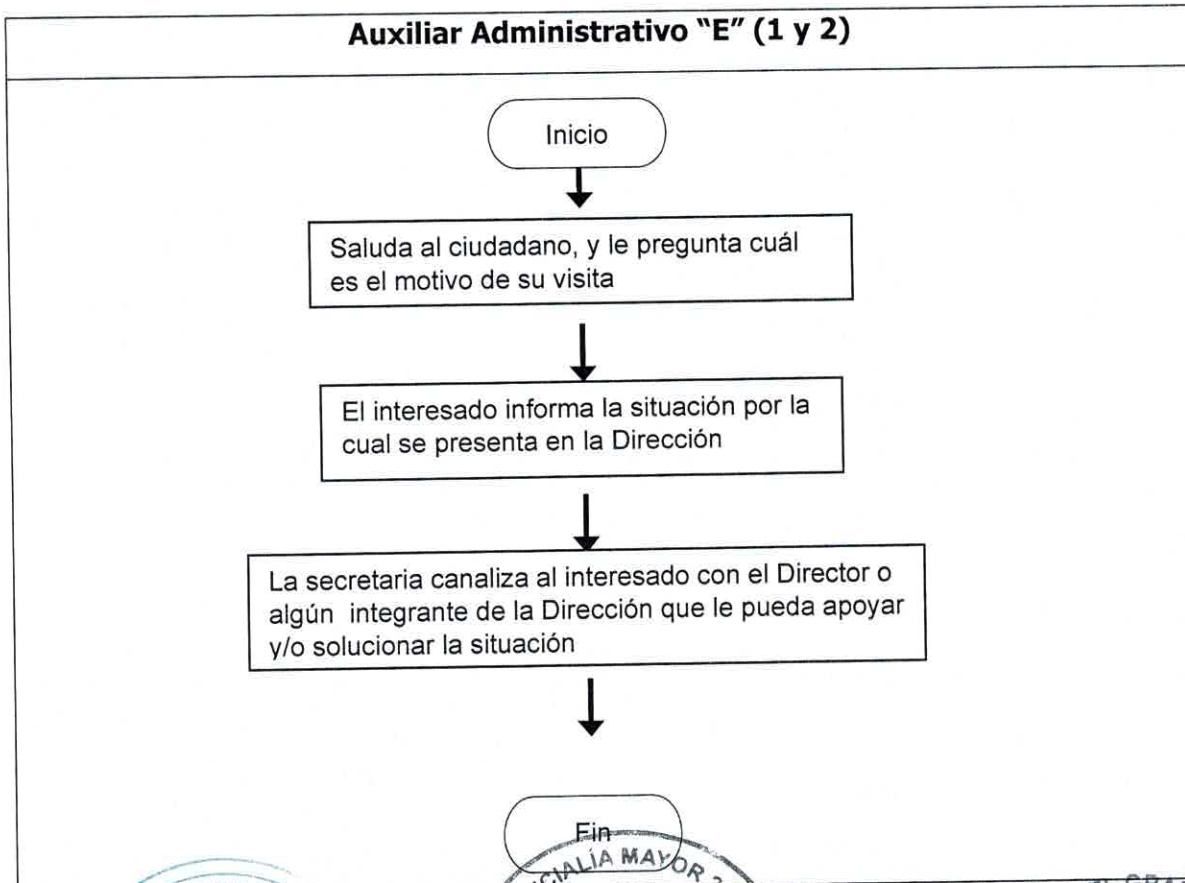 Auxiliar Administrativo “E” (1 y 2)
Inicio
Saluda al ciudadano, y le pregunta cuál
es el motivo de su visita
El interesado informa la situación por la
cual se presenta en la Dirección
La secretaria canaliza al interesado con el Director o
algún integrante de la Dirección que le pueda apoyar
y/o solucionar la situación
Fin
MAYOR